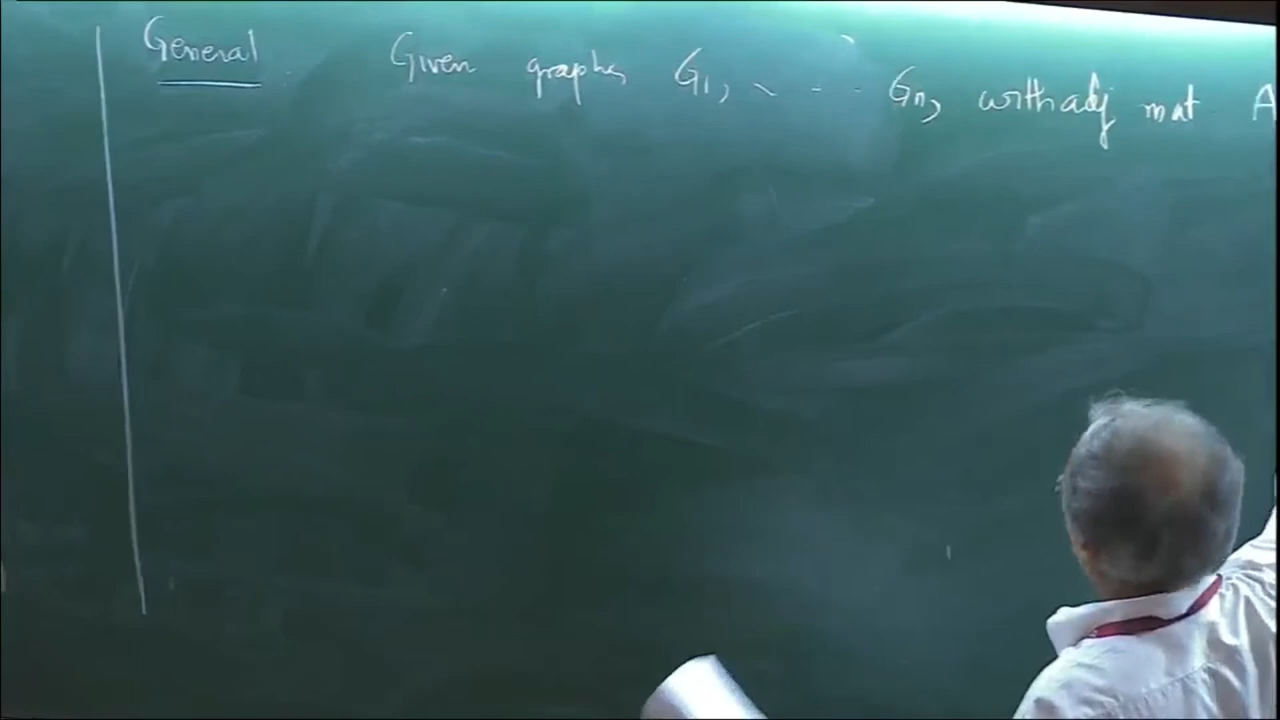 General Given graphs G1, . . . Gn, with adj mat. A